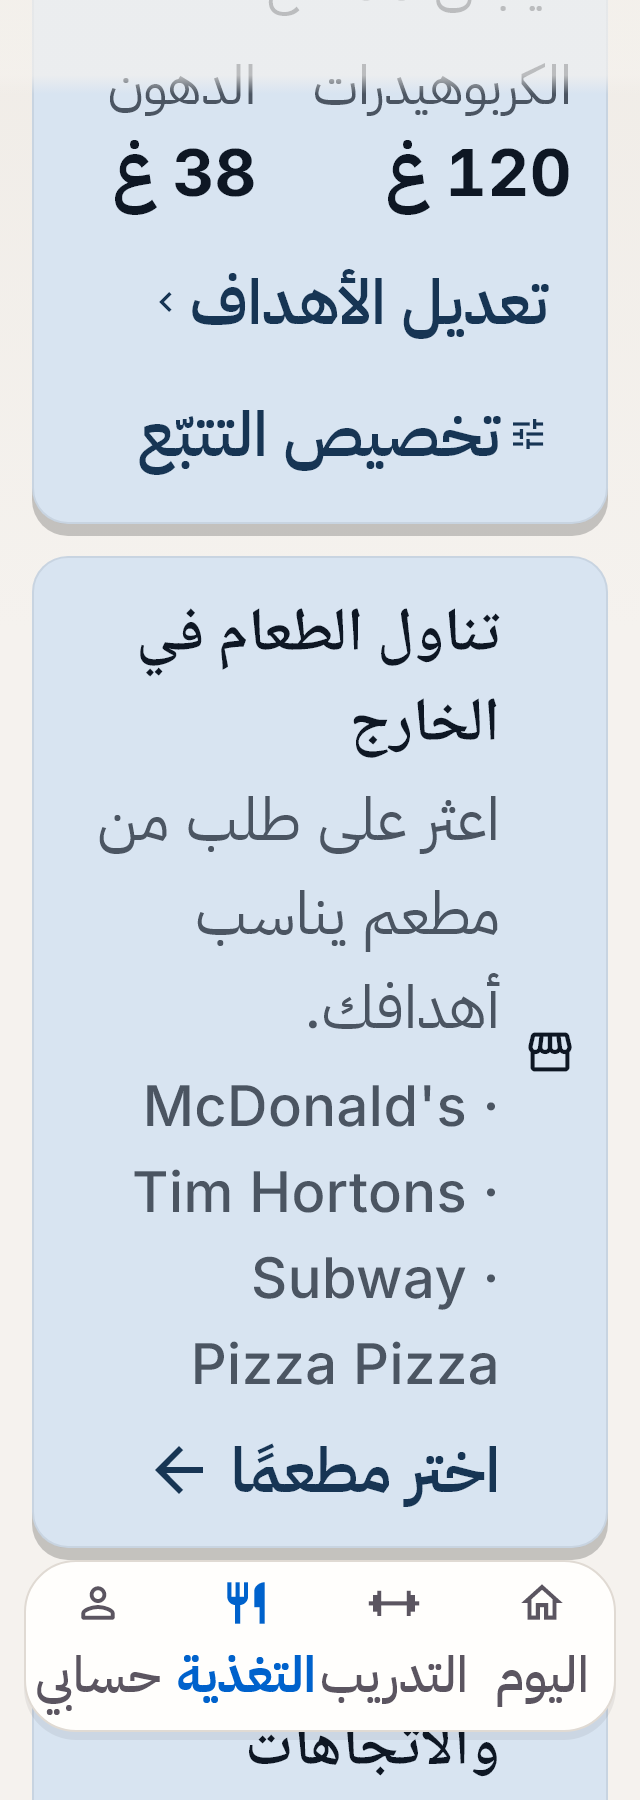 الكربوهيدرات
الدهون
120 غ
38 غ
تعديل الأهداف ›
تخصيص التتبّع
تناول الطعام في
الخارج
اعثر على طلب من
مطعم يناسب
أهدافك.
McDonald's ·
Tim Hortons ·
Subway ·
Pizza Pizza
اختر مطعمًا ←
اليوم
التدريب
التغذية
حسابي
والاتجاهات